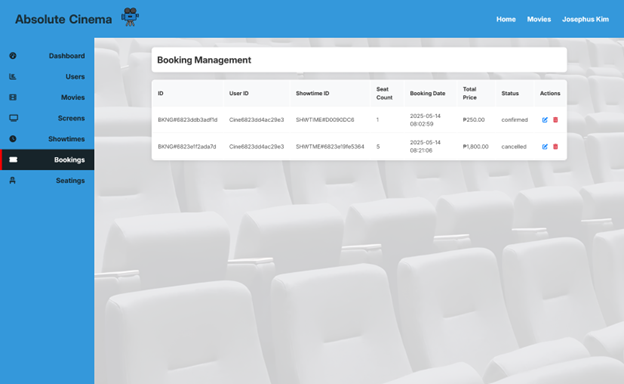 Absolute Cinema
Home Movies Josephus Kim
Dashboard
Users
Movies
Screens
Showtimes
Bookings
Seatings
Booking Management
ID User ID Showtime ID Seat Count Booking Date Total Price Status Actions
BKNG#6823ddb3adf1d Cine6823dd4ac29e3 SHWTIME#D009DDC6 1 2025-05-14 08:02:59 ₱250.00 confirmed
BKNG#6823e1f2ada7d Cine6823dd4ac29e3 SHWTME#6823e19fe5364 5 2025-05-14 08:21:06 ₱1,800.00 cancelled